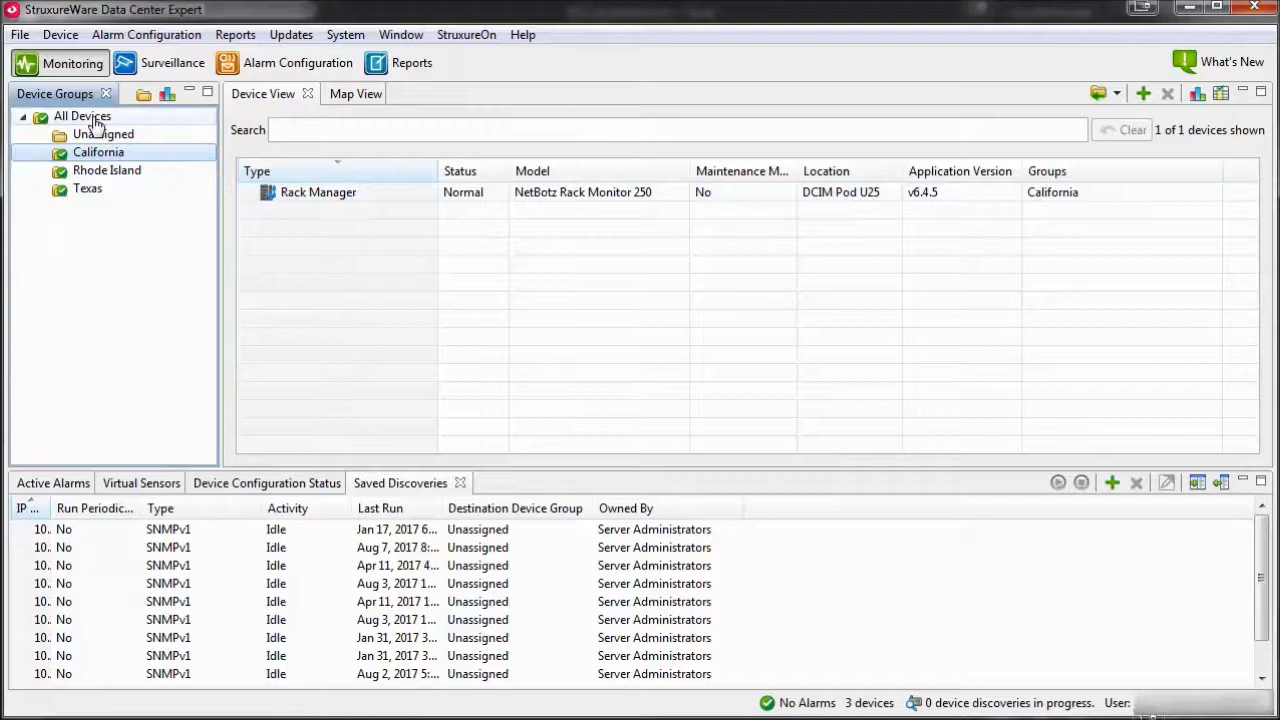 StruxureWare Data Center Expert
File Device Alarm Configuration Reports Updates System Window StruxureOn Help
Monitoring Surveillance Alarm Configuration Reports What's New
Device Groups Device View Map View
All Devices
Unassigned
California
Rhode Island
Texas
Search Clear 1 of 1 devices shown
Type Status Model Maintenance M... Location Application Version Groups
Rack Manager Normal NetBotz Rack Monitor 250 No DCIM Pod U25 v6.4.5 California
Active Alarms Virtual Sensors Device Configuration Status Saved Discoveries
IP ... Run Periodic... Type Activity Last Run Destination Device Group Owned By
10.. No SNMPv1 Idle Jan 17, 2017 6... Unassigned Server Administrators
10.. No SNMPv1 Idle Aug 7, 2017 8:... Unassigned Server Administrators
10.. No SNMPv1 Idle Apr 11, 2017 4... Unassigned Server Administrators
10.. No SNMPv1 Idle Aug 3, 2017 1... Unassigned Server Administrators
10.. No SNMPv1 Idle Apr 11, 2017 1... Unassigned Server Administrators
10.. No SNMPv1 Idle Aug 3, 2017 1... Unassigned Server Administrators
10.. No SNMPv1 Idle Jan 31, 2017 3... Unassigned Server Administrators
10.. No SNMPv1 Idle Jan 31, 2017 3... Unassigned Server Administrators
10.. No SNMPv1 Idle Aug 2, 2017 5:... Unassigned Server Administrators
No Alarms 3 devices 0 device discoveries in progress. User: